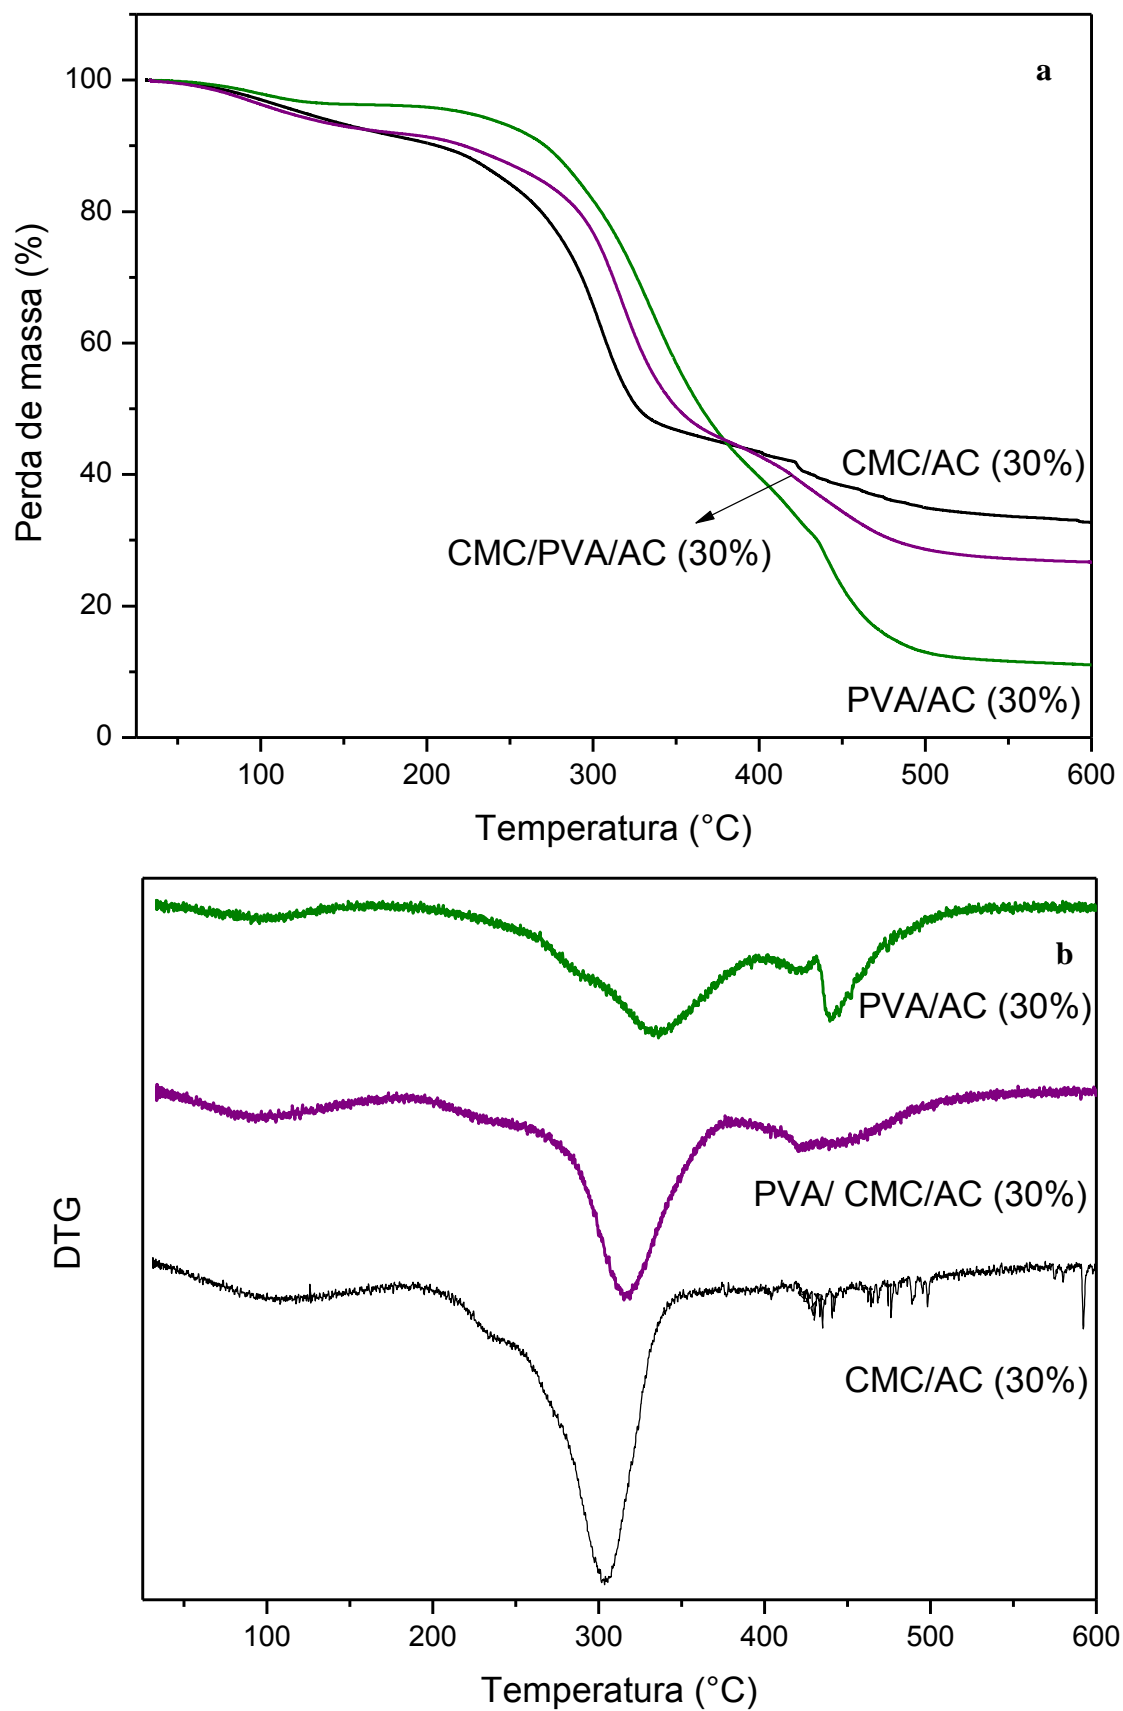 a
100
80
60
40
20
0
Perda de massa (%)
CMC/AC (30%)
CMC/PVA/AC (30%)
PVA/AC (30%)
100 200 300 400 500 600
Temperatura (°C)
b
PVA/AC (30%)
PVA/ CMC/AC (30%)
DTG
CMC/AC (30%)
100 200 300 400 500 600
Temperatura (°C)